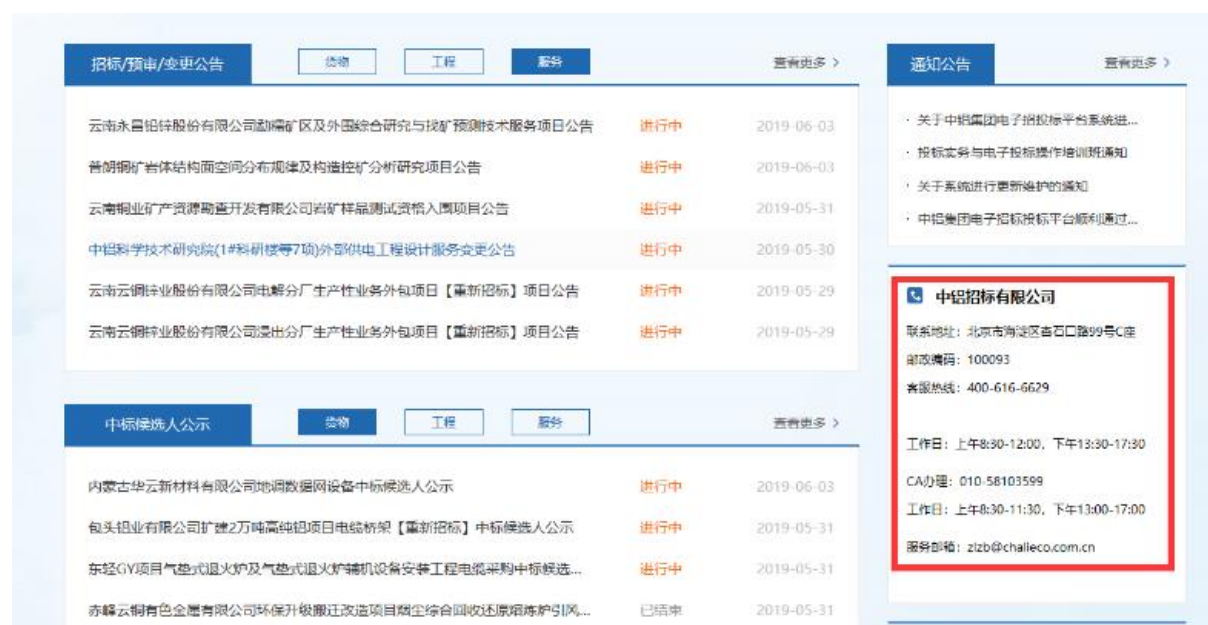 招标/预审/变更公告
货物
工程
服务
查看更多 >
云南永昌铅锌股份有限公司勐糯矿区及外围综合研究与找矿预测技术服务项目公告 进行中 2019-06-03
普朗铜矿岩体结构面空间分布规律及构造控矿分析研究项目公告 进行中 2019-06-03
云南铜业矿产资源勘查开发有限公司岩矿样品测试资格入围项目公告 进行中 2019-05-31
中铝科学技术研究院(1#科研楼等7项)外部供电工程设计服务变更公告 进行中 2019-05-30
云南云铜锌业股份有限公司电解分厂生产性业务外包项目【重新招标】项目公告 进行中 2019-05-29
云南云铜锌业股份有限公司浸出分厂生产性业务外包项目【重新招标】项目公告 进行中 2019-05-29
中标候选人公示
货物
工程
服务
查看更多 >
内蒙古华云新材料有限公司地调数据网设备中标候选人公示 进行中 2019-06-03
包头铝业有限公司扩建2万吨高纯铝项目电缆桥架【重新招标】中标候选人公示 进行中 2019-05-31
东轻GY项目气垫式退火炉及气垫式退火炉辅机设备安装工程电缆采购中标候选... 进行中 2019-05-31
赤峰云铜有色金属有限公司环保升级搬迁改造项目烟尘综合回收还原熔炼炉引风... 已结束 2019-05-31
通知公告
查看更多 >
· 关于中铝集团电子招投标平台系统进...
· 投标实务与电子投标操作培训班通知
· 关于系统进行更新维护的通知
· 中铝集团电子招标投标平台顺利通过...
中铝招标有限公司
联系地址：北京市海淀区杏石口路99号C座
邮政编码：100093
客服热线：400-616-6629
工作日：上午8:30-12:00，下午13:30-17:30
CA办理：010-58103599
工作日：上午8:30-11:30，下午13:00-17:00
服务邮箱：zlzb@chalieco.com.cn